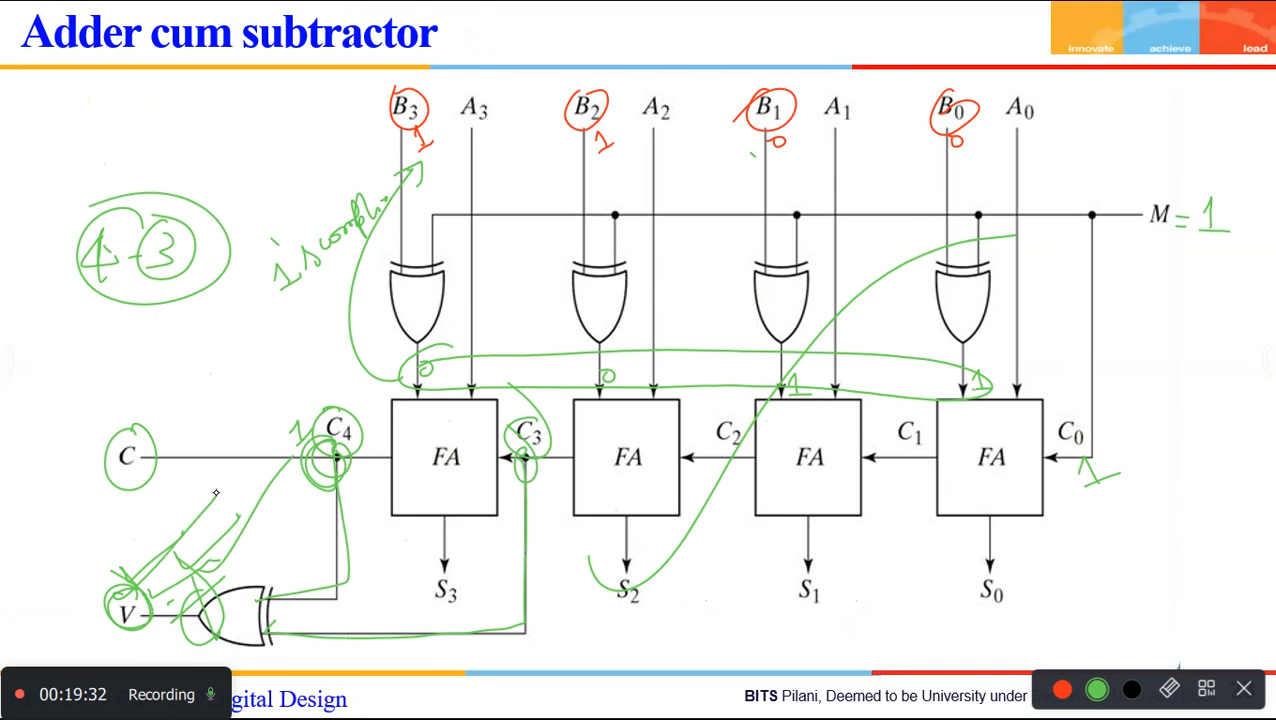 Adder cum subtractor
innovate achieve lead
B3 A3 B2 A2 B1 A1 B0 A0
1 1 0 0
M = 1
4 - 3
1's compli
0 0 1 1
C 1 C4 FA C3 FA C2 FA C1 FA C0
1
V S3 S2 S1 S0
00:19:32 Recording
gital Design
BITS Pilani, Deemed to be University under Se